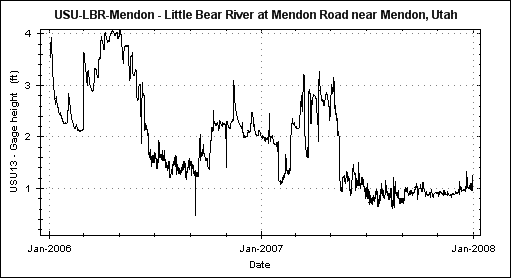 USU-LBR-Mendon - Little Bear River at Mendon Road near Mendon, Utah
USU13 - Gage height (ft)
4
3
2
1
Jan-2006
Jan-2007
Jan-2008
Date